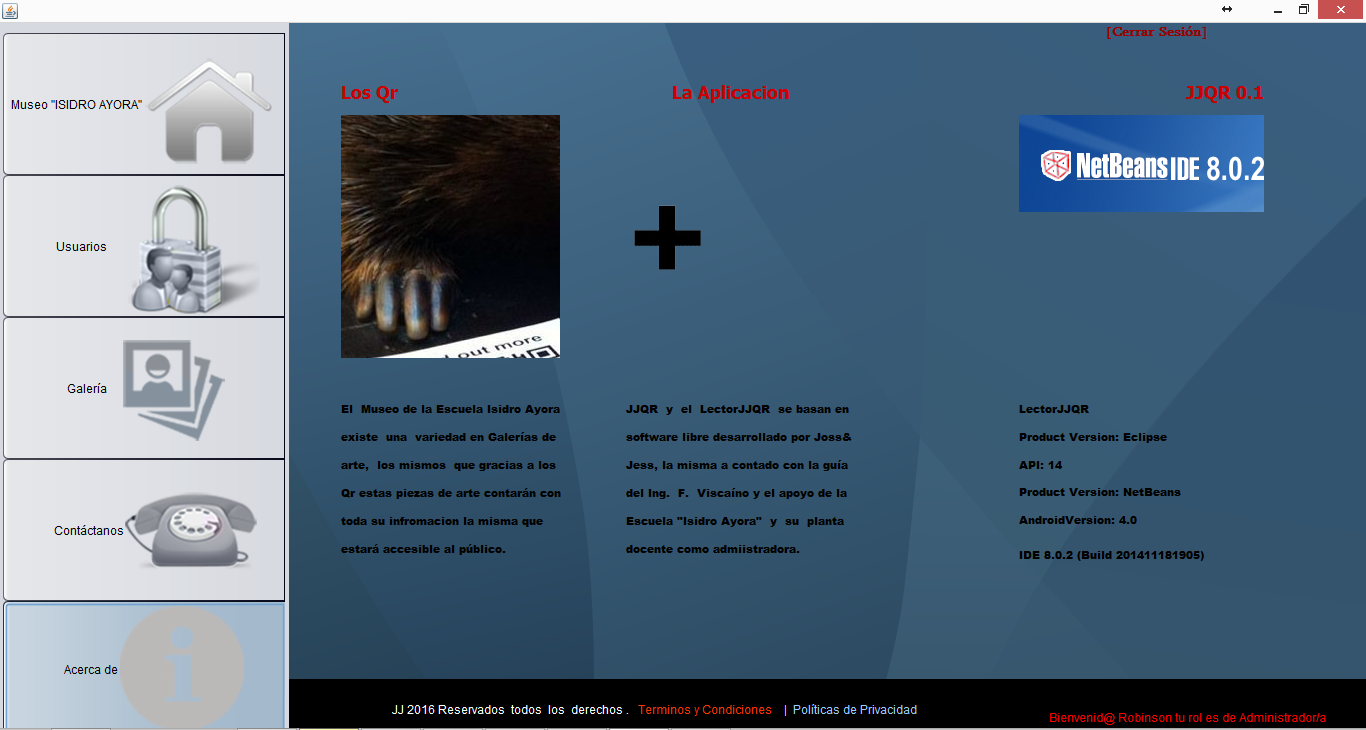 [Cerrar Sesión]
Museo "ISIDRO AYORA"
Usuarios
Galería
Contáctanos
Acerca de
Los Qr
La Aplicacion
JJQR 0.1
out more
NetBeans IDE 8.0.2
El Museo de la Escuela Isidro Ayora
existe una variedad en Galerías de
arte, los mismos que gracias a los
Qr estas piezas de arte contarán con
toda su infromacion la misma que
estará accesible al público.
JJQR y el LectorJJQR se basan en
software libre desarrollado por Joss&
Jess, la misma a contado con la guía
del Ing. F. Viscaíno y el apoyo de la
Escuela "Isidro Ayora" y su planta
docente como admiistradora.
LectorJJQR
Product Version: Eclipse
API: 14
Product Version: NetBeans
AndroidVersion: 4.0
IDE 8.0.2 (Build 201411181905)
JJ 2016 Reservados todos los derechos . Terminos y Condiciones | Políticas de Privacidad
Bienvenid@ Robinson tu rol es de Administrador/a